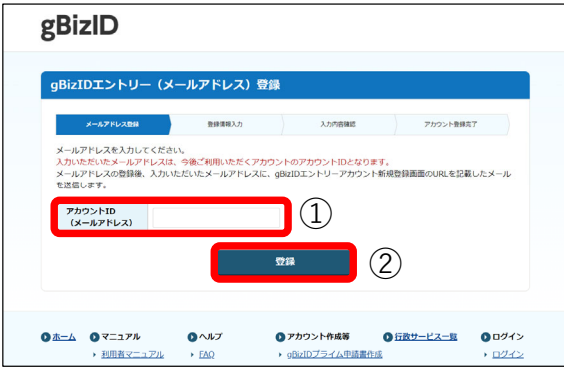 gBizID
gBizIDエントリー（メールアドレス）登録
メールアドレス登録 登録情報入力 入力内容確認 アカウント登録完了
メールアドレスを入力してください。
入力いただいたメールアドレスは、今後ご利用いただくアカウントのアカウントIDとなります。
メールアドレスの登録後、入力いただいたメールアドレスに、gBizIDエントリーアカウント新規登録画面のURLを記載したメール
を送信します。
アカウントID
（メールアドレス）
①
登録
②
ホーム マニュアル ヘルプ アカウント作成等 行政サービス一覧 ログイン
利用者マニュアル FAQ gBizIDプライム申請書作成 ログイン